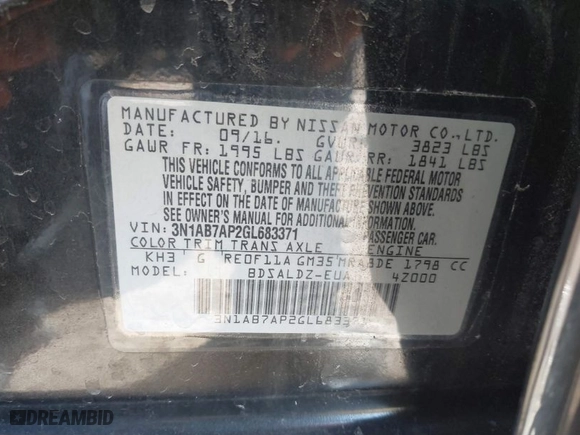 MANUFACTURED BY NISSAN MOTOR CO.,LTD.
DATE: 09/16. GVWR 3823 LBS
GAWR FR: 1995 LBS GAWR RR: 1841 LBS
THIS VEHICLE CONFORMS TO ALL APPLICABLE FEDERAL MOTOR
VEHICLE SAFETY, BUMPER AND THEFT PREVENTION STANDARDS
IN EFFECT ON THE DATE OF MANUFACTURE SHOWN ABOVE.
SEE OWNER'S MANUAL FOR ADDITIONAL INFORMATION.
VIN: 3N1AB7AP2GL683371 PASSENGER CAR.
COLOR TRIM TRANS AXLE ENGINE
KH3 G RE0F11A GM35 MRA8DE 1798 CC
MODEL: BDSALDZ-EUA 42000
3N1AB7AP2GL68337
DREAMBID